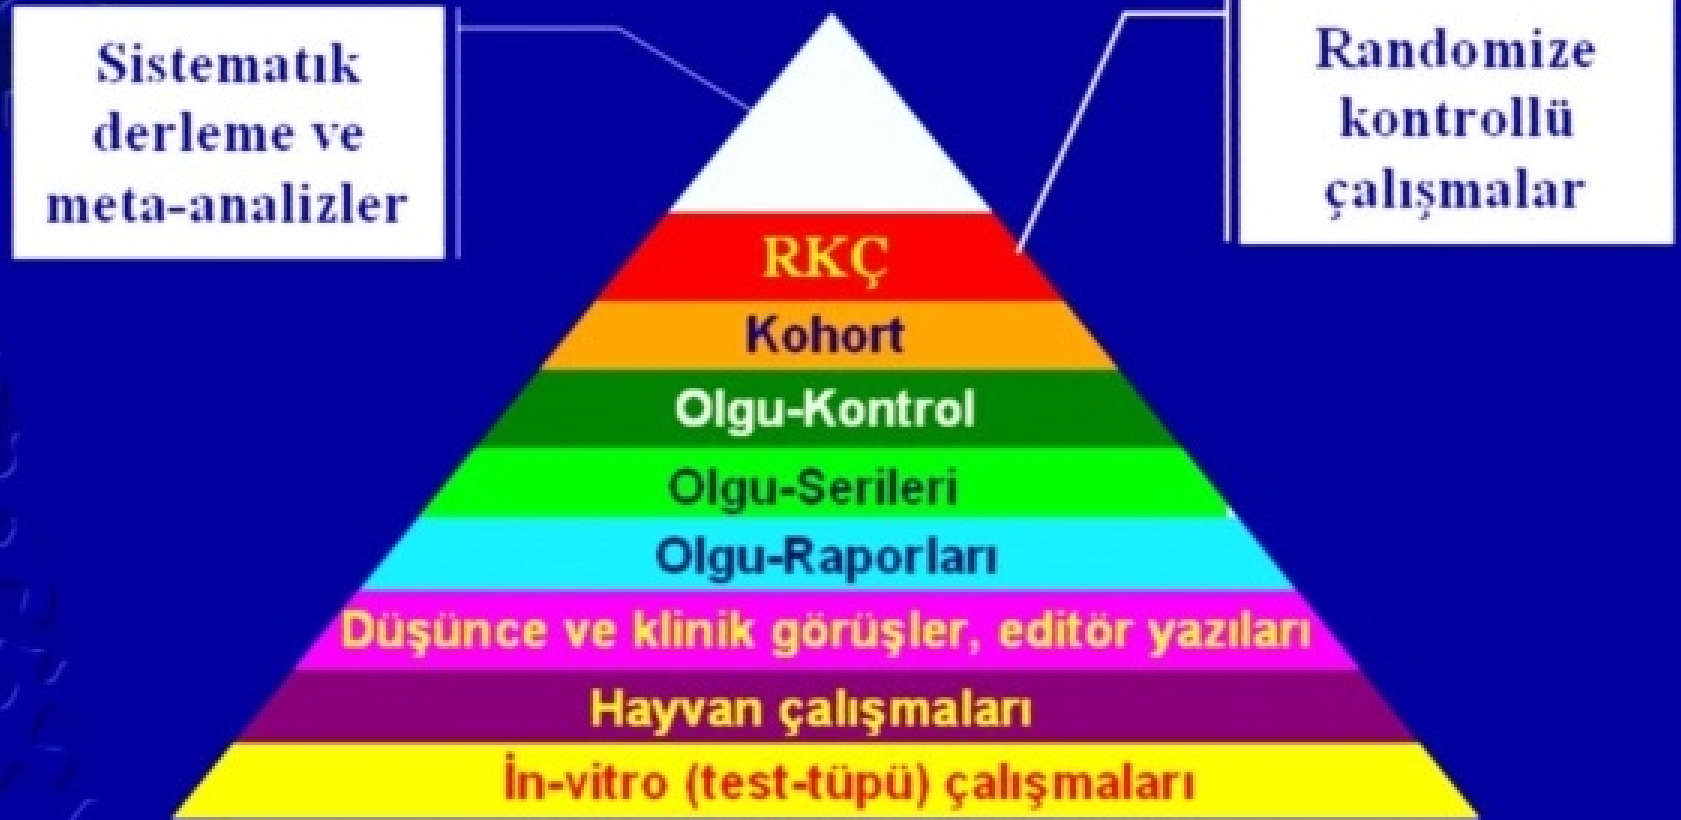 Sistematık
derleme ve
meta-analizler
Randomize
kontrollü
çalışmalar
RKÇ
Kohort
Olgu-Kontrol
Olgu-Serileri
Olgu-Raporları
Düşünce ve klinik görüşler, editör yazıları
Hayvan çalışmaları
İn-vitro (test-tüpü) çalışmaları